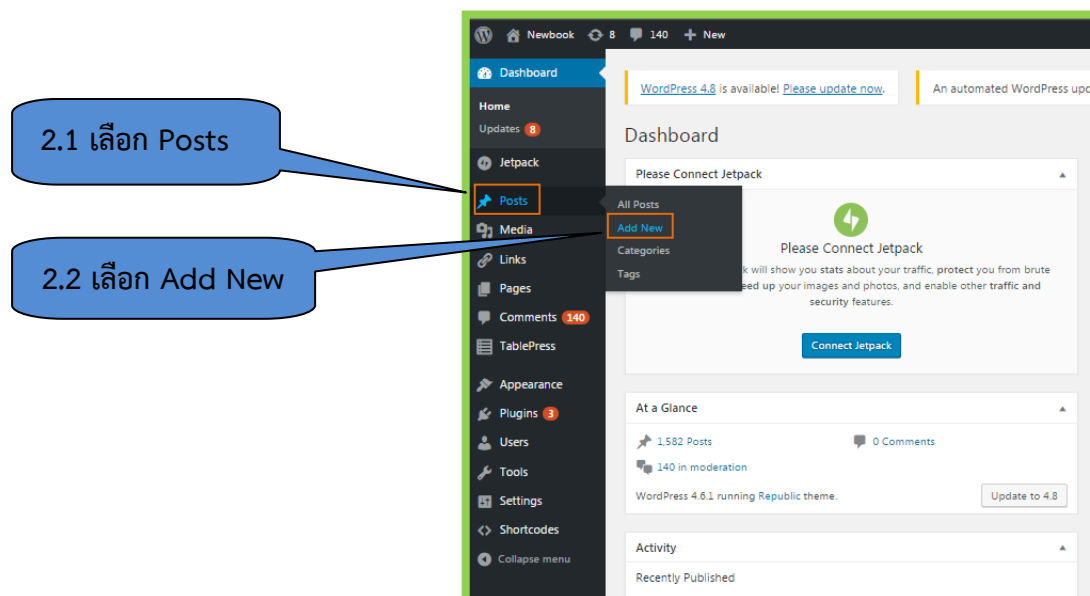 Newbook 8 140 + New
Dashboard
Home
Updates 8
Jetpack
Posts
Media
Links
Pages
Comments 140
TablePress
Appearance
Plugins 3
Users
Tools
Settings
Shortcodes
Collapse menu
All Posts
Add New
Categories
Tags
2.1 เลือก Posts
2.2 เลือก Add New
WordPress 4.8 is available! Please update now.
An automated WordPress
Dashboard
Please Connect Jetpack
Please Connect Jetpack
will show you stats about your traffic, protect you from brute
up your images and photos, and enable other traffic and
security features.
Connect Jetpack
At a Glance
1,582 Posts
0 Comments
140 in moderation
WordPress 4.6.1 running Republic theme.
Update to 4.8
Activity
Recently Published